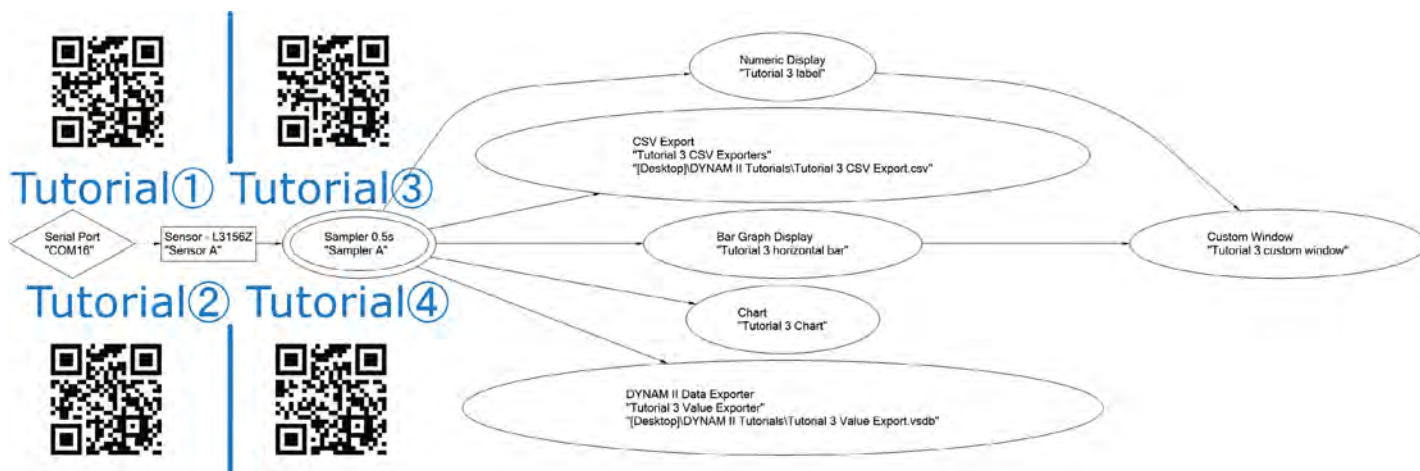 Tutorial①
Tutorial③
Numeric Display
"Tutorial 3 label"
CSV Export
"Tutorial 3 CSV Exporters"
"[Desktop]\DYNAM II Tutorials\Tutorial 3 CSV Export.csv"
Serial Port
"COM16"
Sensor - L3156Z
"Sensor A"
Sampler 0.5s
"Sampler A"
Bar Graph Display
"Tutorial 3 horizontal bar"
Custom Window
"Tutorial 3 custom window"
Tutorial②
Tutorial④
Chart
"Tutorial 3 Chart"
DYNAM II Data Exporter
"Tutorial 3 Value Exporter"
"[Desktop]\DYNAM II Tutorials\Tutorial 3 Value Export.vsdb"